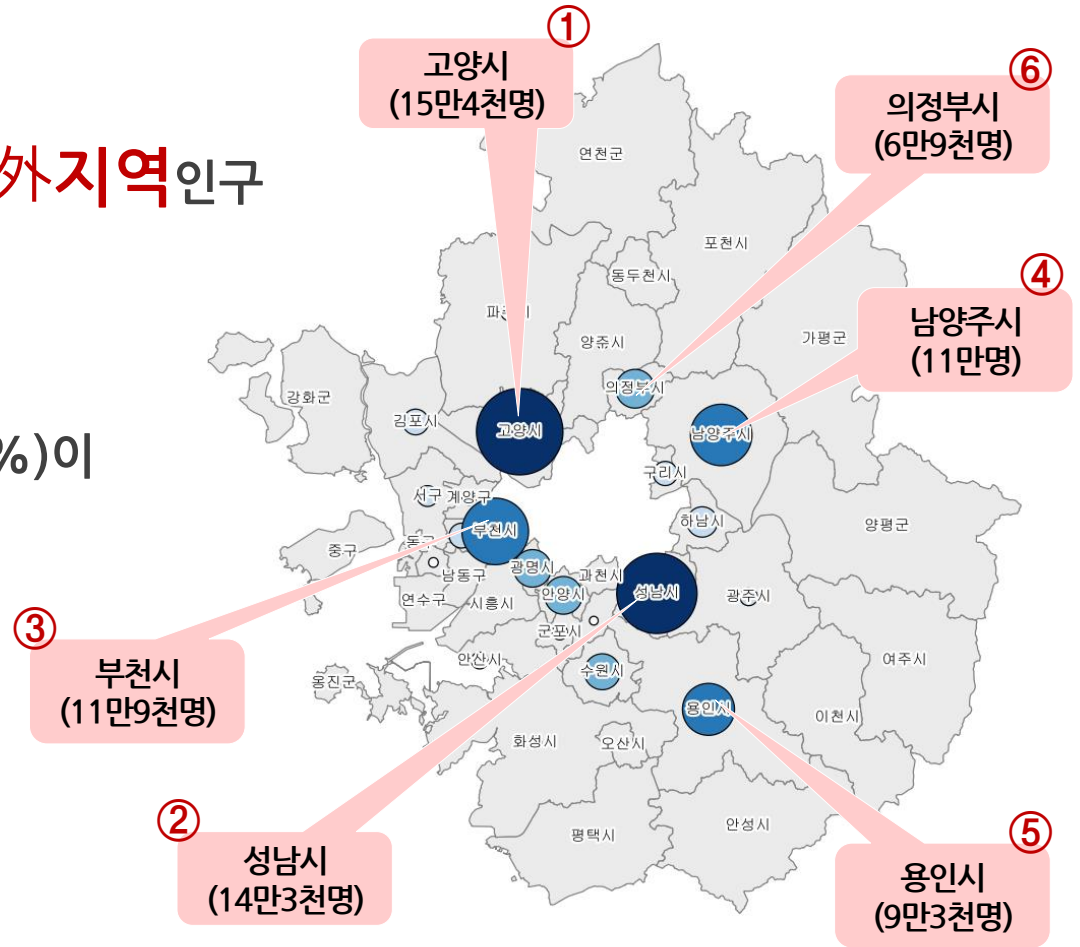 ①
고양시
(15만4천명)
⑥
의정부시
(6만9천명)
外지역인구
④
남양주시
(11만명)
%)이
③
부천시
(11만9천명)
②
성남시
(14만3천명)
⑤
용인시
(9만3천명)
연천군
포천시
동두천시
양주시
가평군
의정부시
강화군
김포시
고양시
남양주시
구리시
서구
계양구
하남시
양평군
중구
부천시
광명시
과천시
남동구
안양시
성남시
광주시
연수구
시흥시
군포시
여주시
안산시
수원시
옹진군
용인시
이천시
화성시
오산시
평택시
안성시